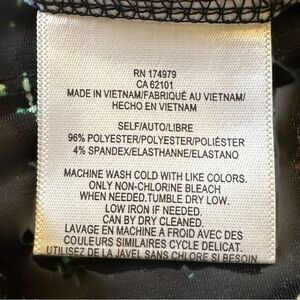 RN 174979
CA 62101
MADE IN VIETNAM/FABRIQUÉ AU VIETNAM/
HECHO EN VIETNAM
SELF/AUTO/LIBRE
96% POLYESTER/POLYESTER/POLIÉSTER
4% SPANDEX/ELASTHANNE/ELASTANO
MACHINE WASH COLD WITH LIKE COLORS.
ONLY NON-CHLORINE BLEACH
WHEN NEEDED.TUMBLE DRY LOW.
LOW IRON IF NEEDED.
CAN BY DRY CLEANED.
LAVAGE EN MACHINE A FROID AVEC DES
COULEURS SIMILAIRES CYCLE DELICAT.
UTILISEZ DE LA JAVEL SANS CHLORE SI BESOIN